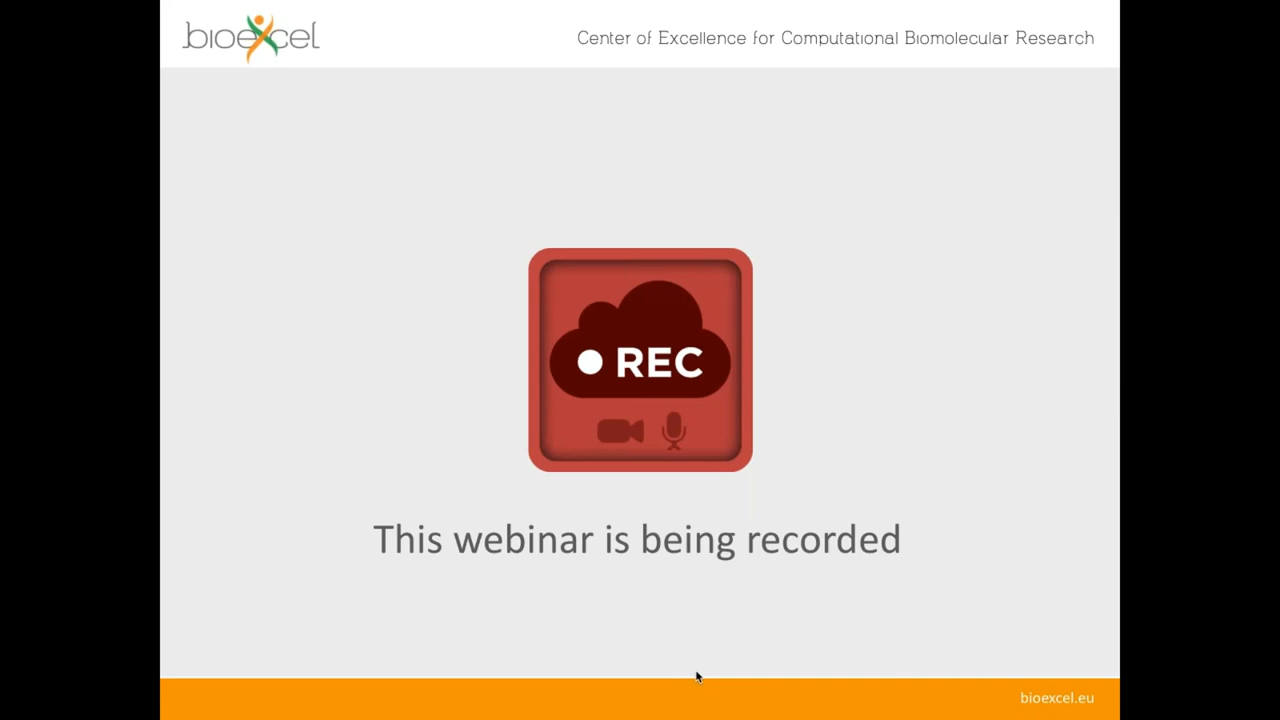 bioexcel
Center of Excellence for Computational Biomolecular Research
REC
This webinar is being recorded
bioexcel.eu